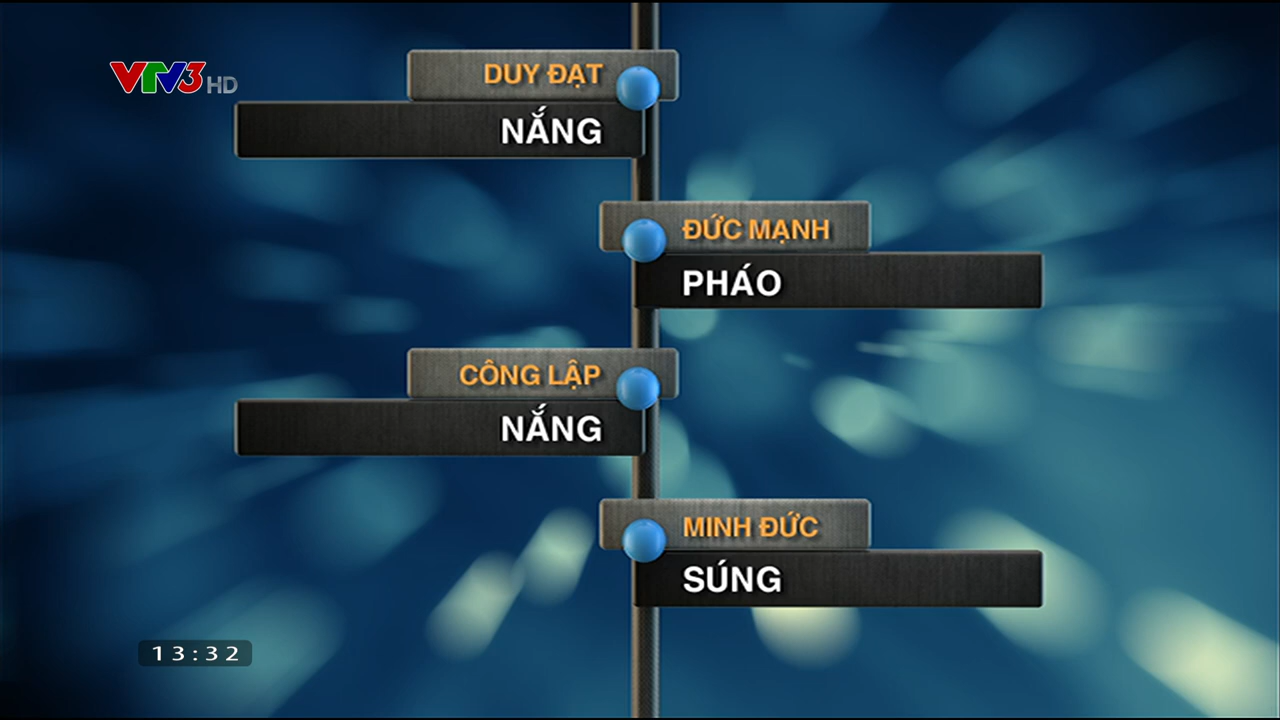 VTV3 HD
DUY ĐẠT
NẮNG
ĐỨC MẠNH
PHÁO
CÔNG LẬP
NẮNG
MINH ĐỨC
SÚNG
13:32